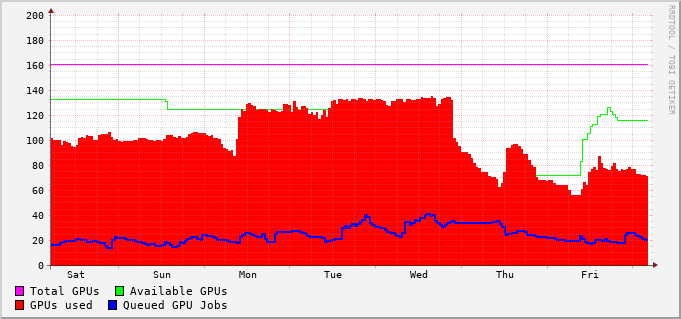 200
180
160
140
120
100
80
60
40
20
0
Sat Sun Mon Tue Wed Thu Fri
RRDTOOL / TOBI OETIKER
Total GPUs Available GPUs
GPUs used Queued GPU Jobs